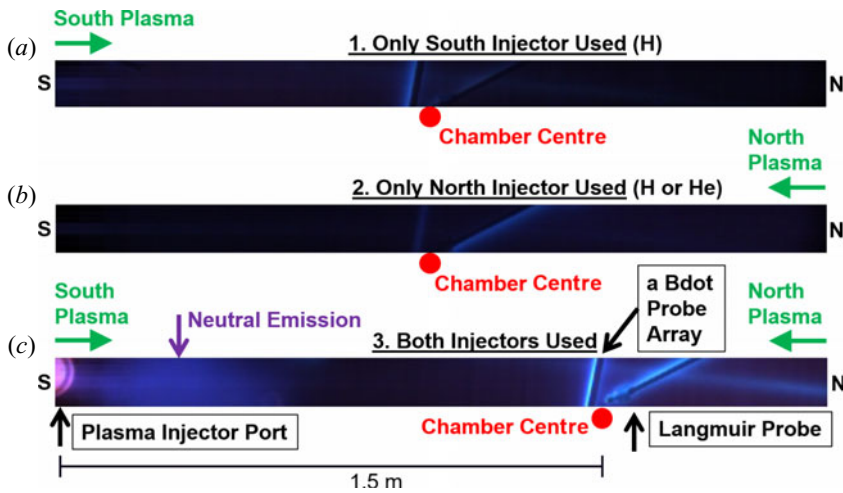 South Plasma
(a)
1. Only South Injector Used (H)
S
N
Chamber Centre
North
Plasma
(b)
2. Only North Injector Used (H or He)
S
N
Chamber Centre
a Bdot
Probe
Array
South
Plasma
Neutral Emission
North
Plasma
(c)
3. Both Injectors Used
S
N
Plasma Injector Port
Chamber Centre
Langmuir Probe
1.5 m